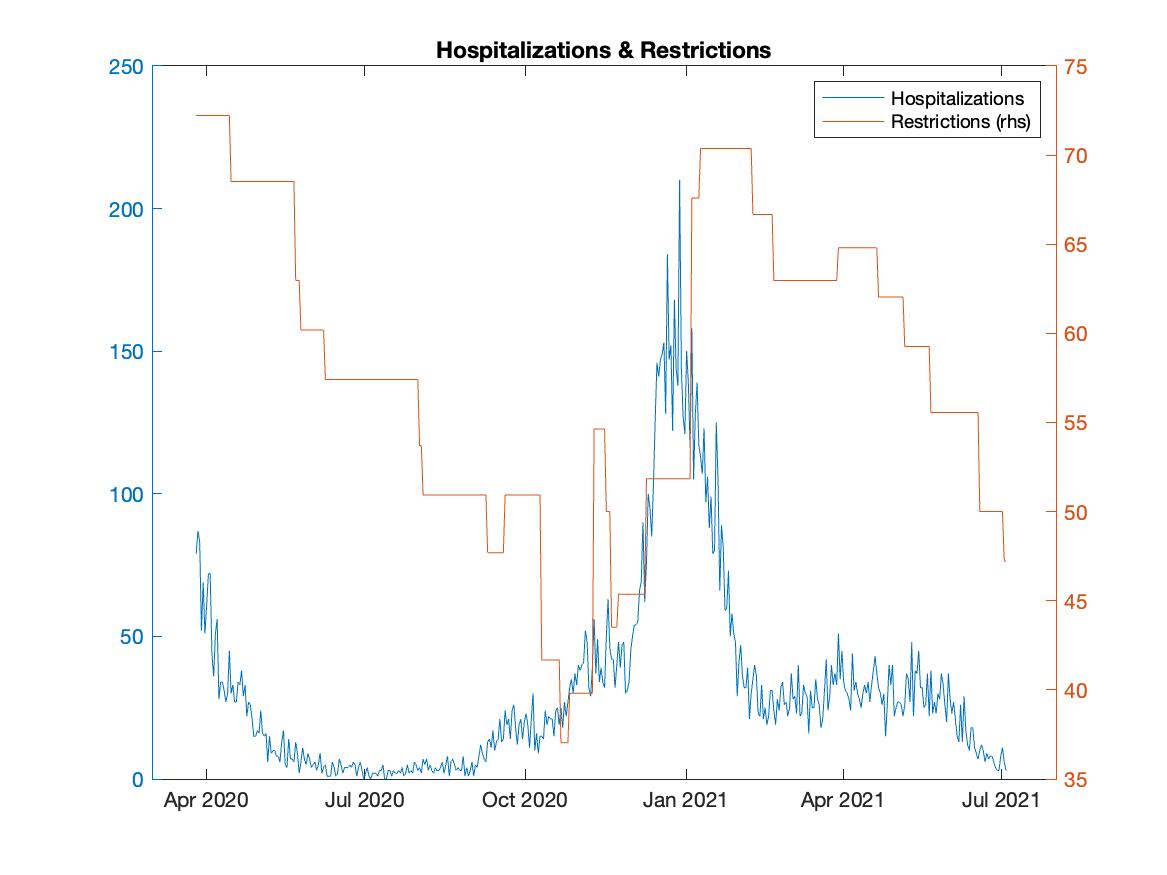 Hospitalizations & Restrictions
250
200
150
100
50
0
75
70
65
60
55
50
45
40
35
Hospitalizations
Restrictions (rhs)
Apr 2020
Jul 2020
Oct 2020
Jan 2021
Apr 2021
Jul 2021